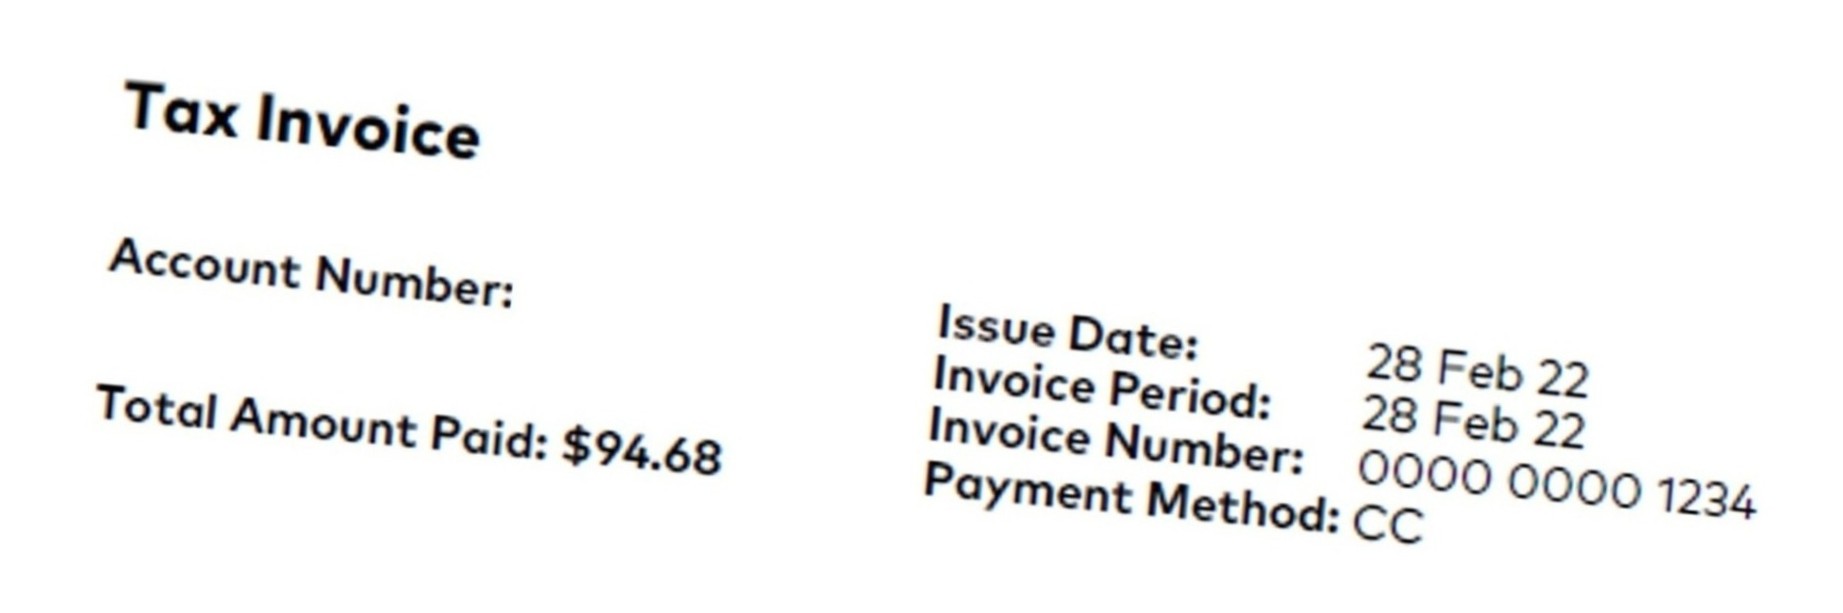 Tax Invoice
Account Number:
Total Amount Paid: $94.68
Issue Date: 28 Feb 22
Invoice Period: 28 Feb 22
Invoice Number: 0000 0000 1234
Payment Method: CC